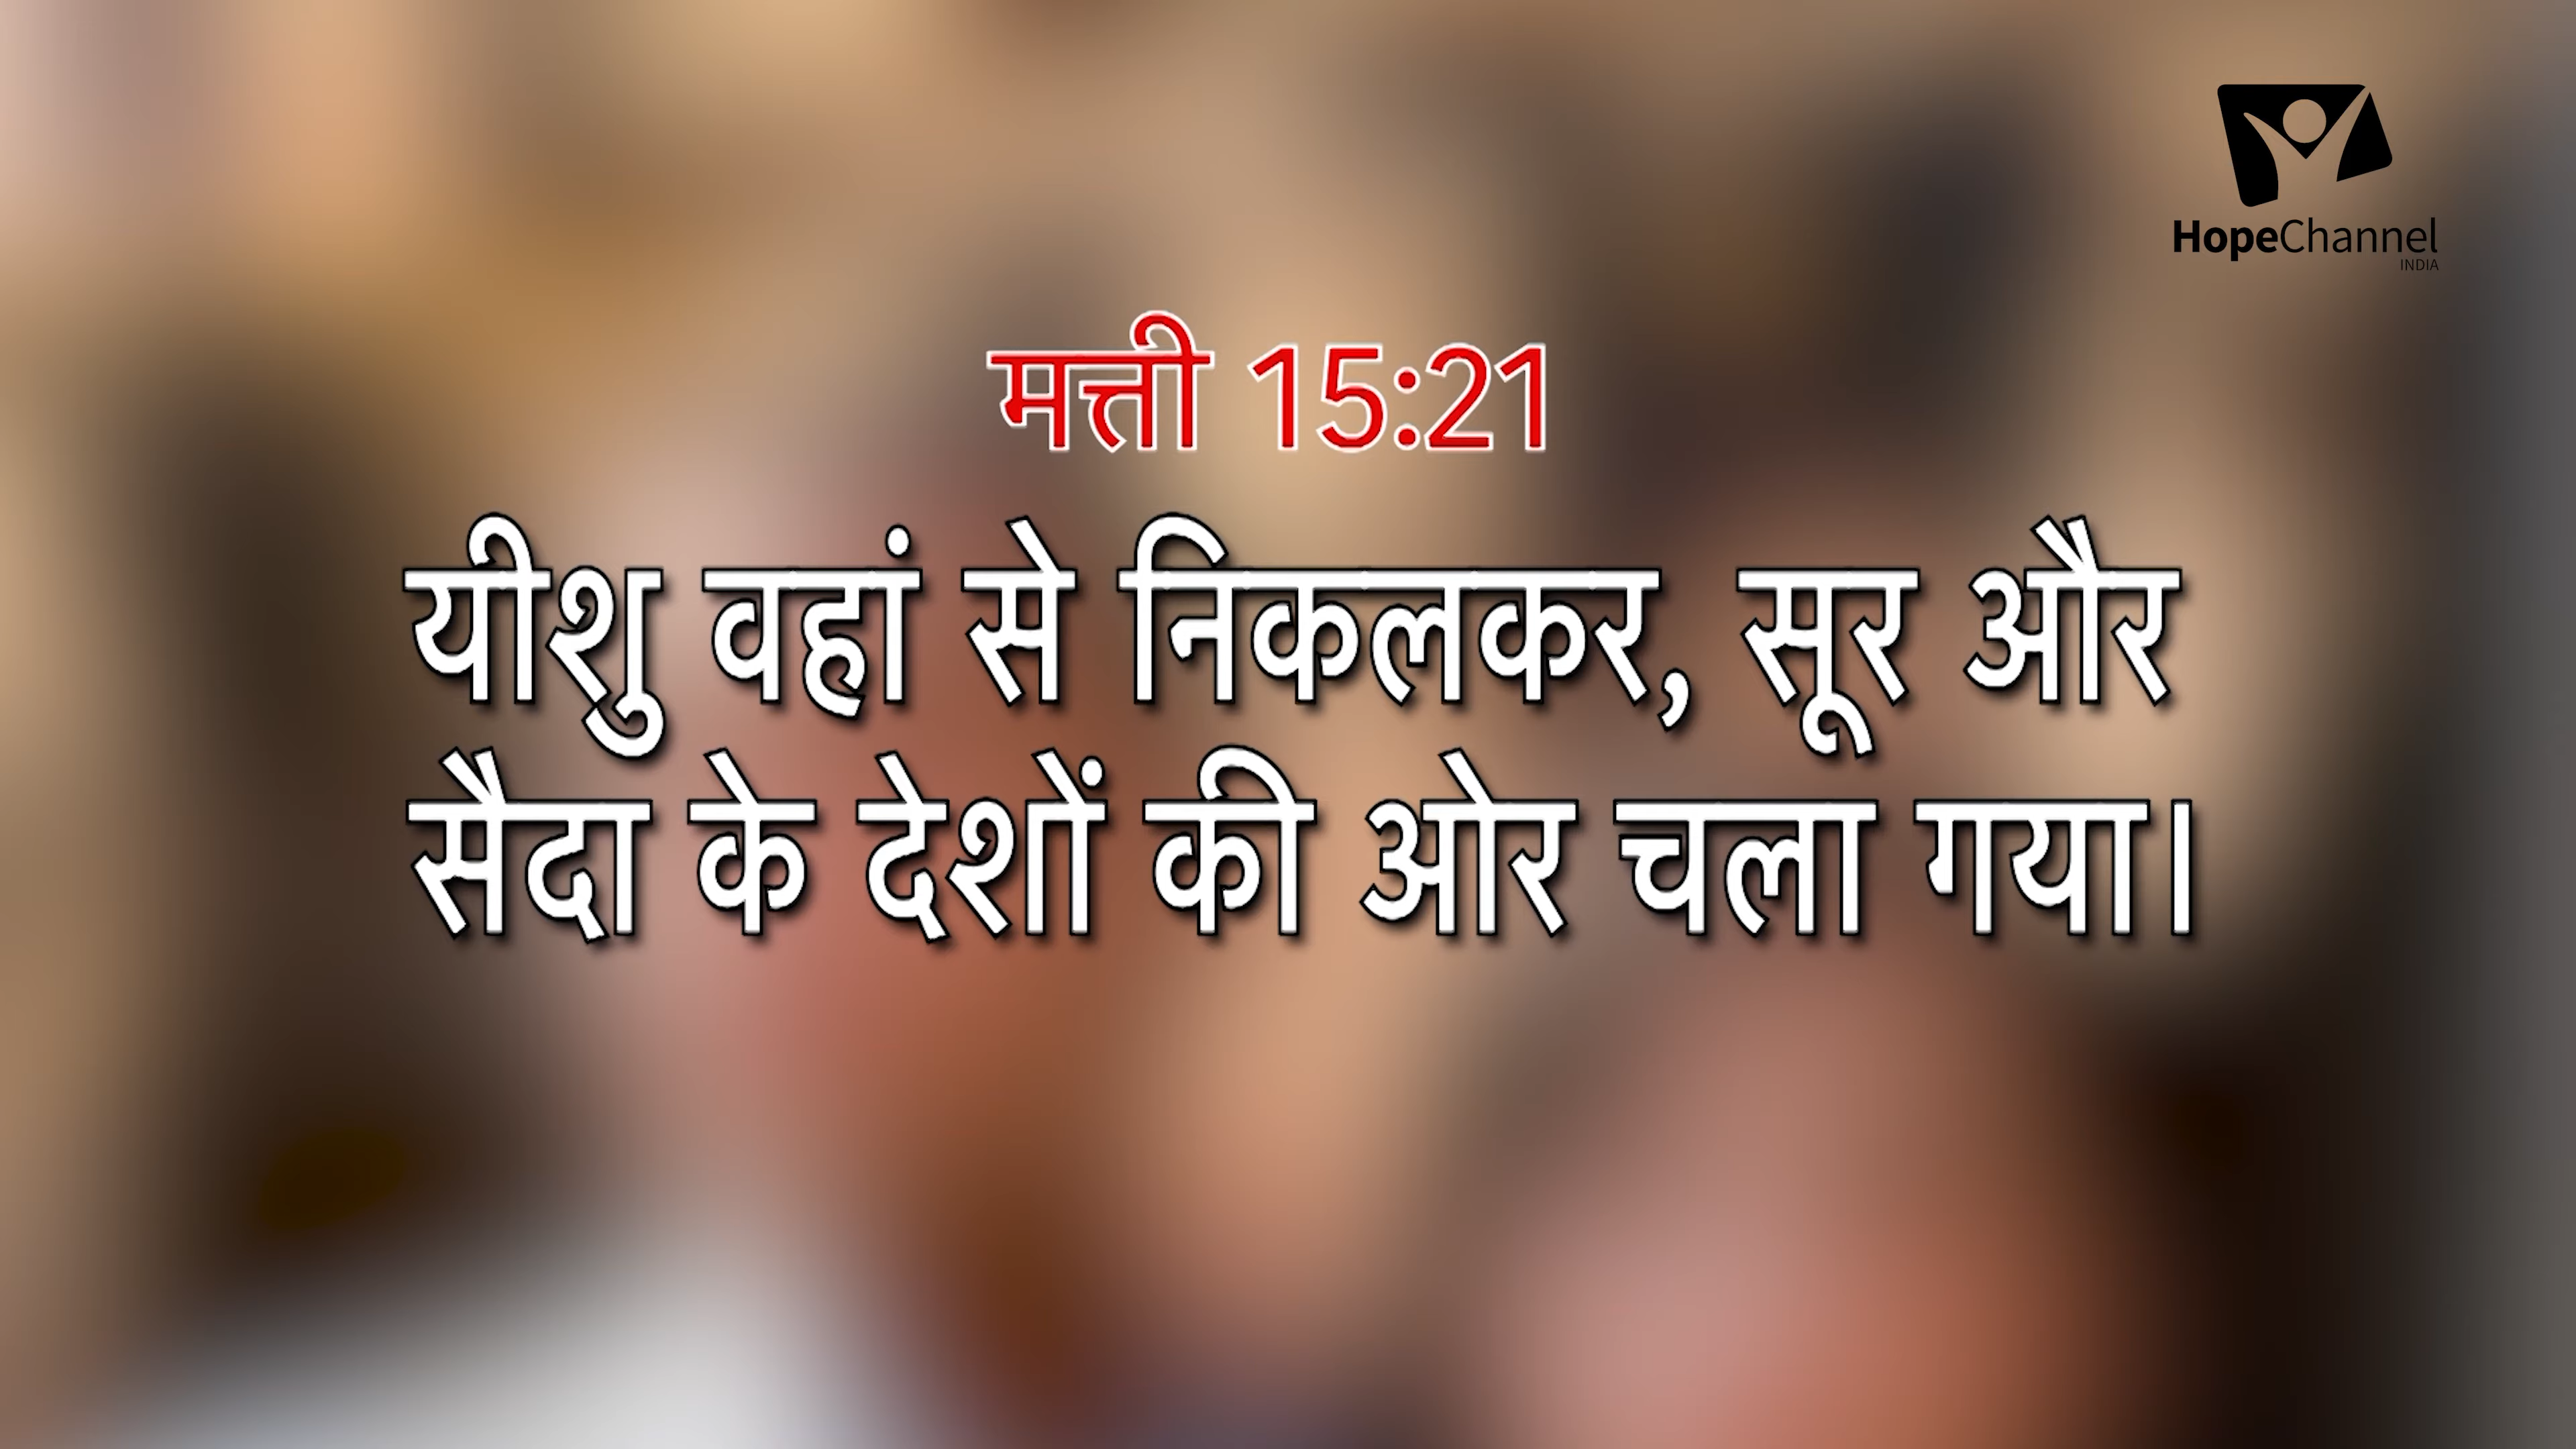 HopeChannel
INDIA
मत्ती 15:21
यीशु वहां से निकलकर, सूर और
सैदा के देशों की ओर चला गया।